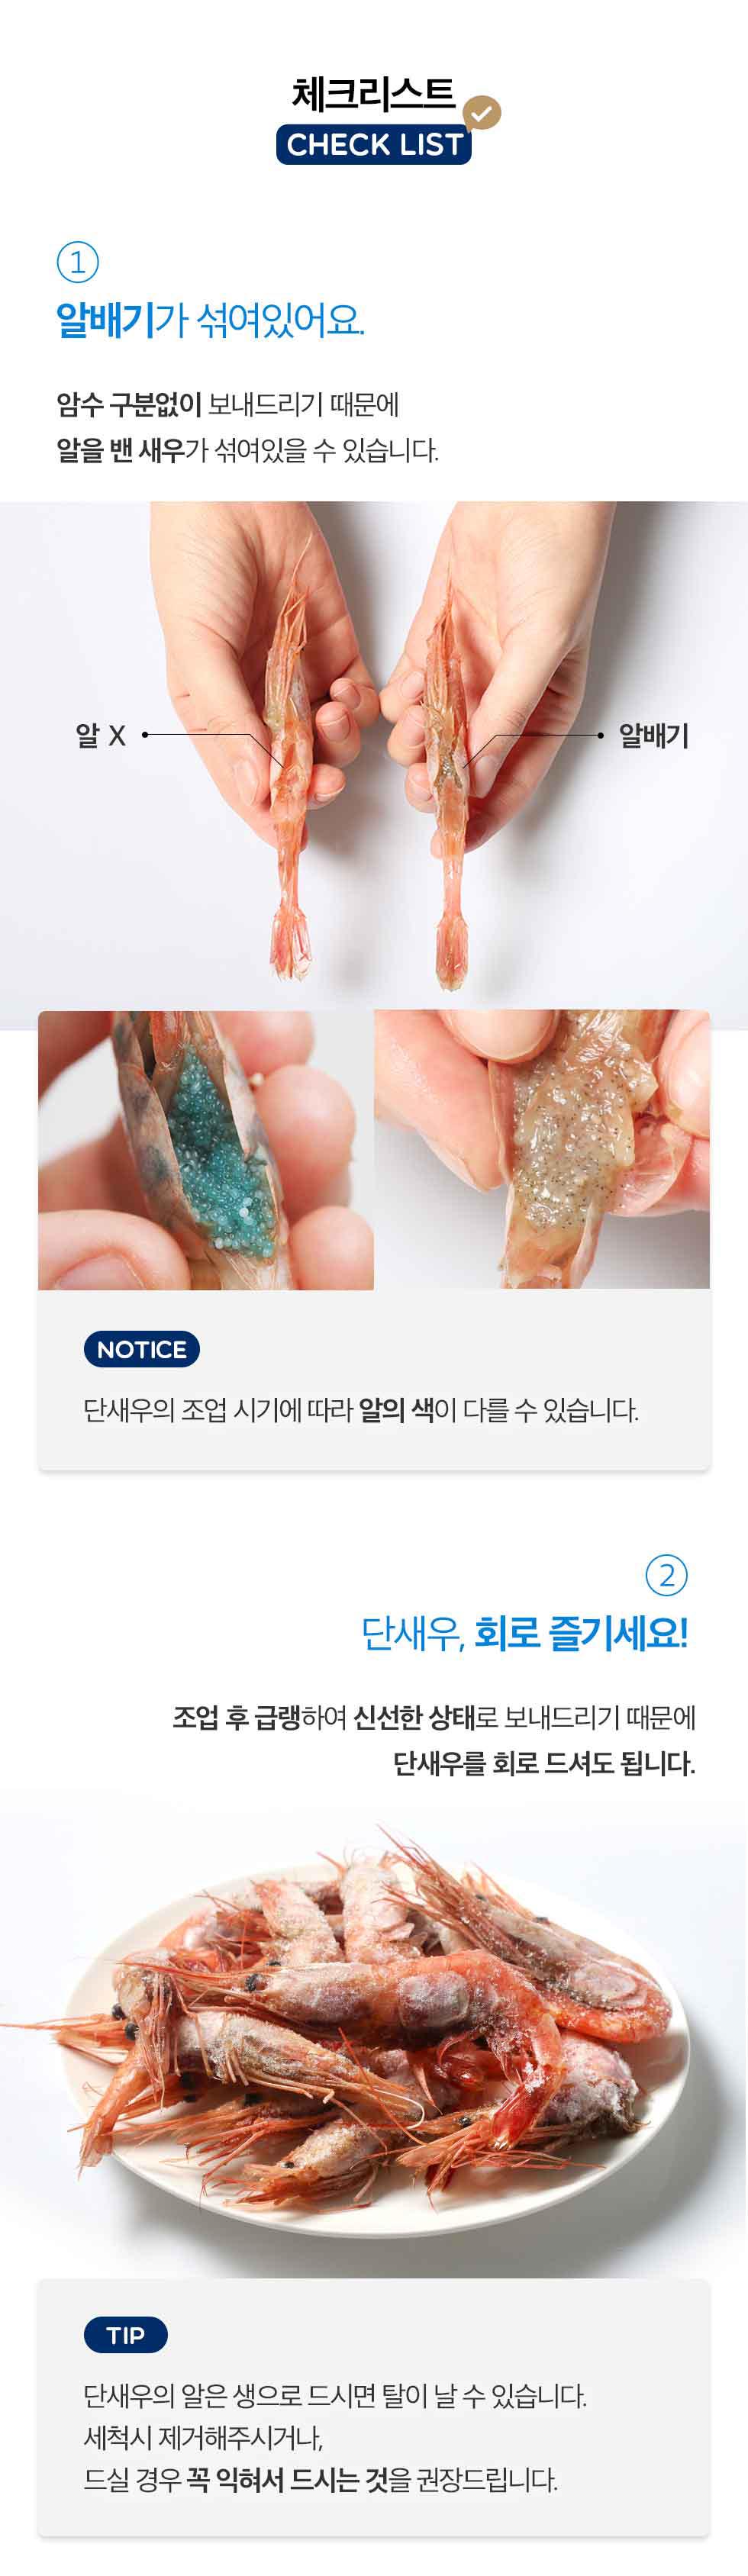 체크리스트
CHECK LIST
1
알배기가 섞여있어요.
암수 구분없이 보내드리기 때문에
알을 밴 새우가 섞여있을 수 있습니다.
알 X
알배기
NOTICE
단새우의 조업 시기에 따라 알의 색이 다를 수 있습니다.
2
단새우, 회로 즐기세요!
조업 후 급랭하여 신선한 상태로 보내드리기 때문에
단새우를 회로 드셔도 됩니다.
TIP
단새우의 알은 생으로 드시면 탈이 날 수 있습니다.
세척시 제거해주시거나,
드실 경우 꼭 익혀서 드시는 것을 권장드립니다.